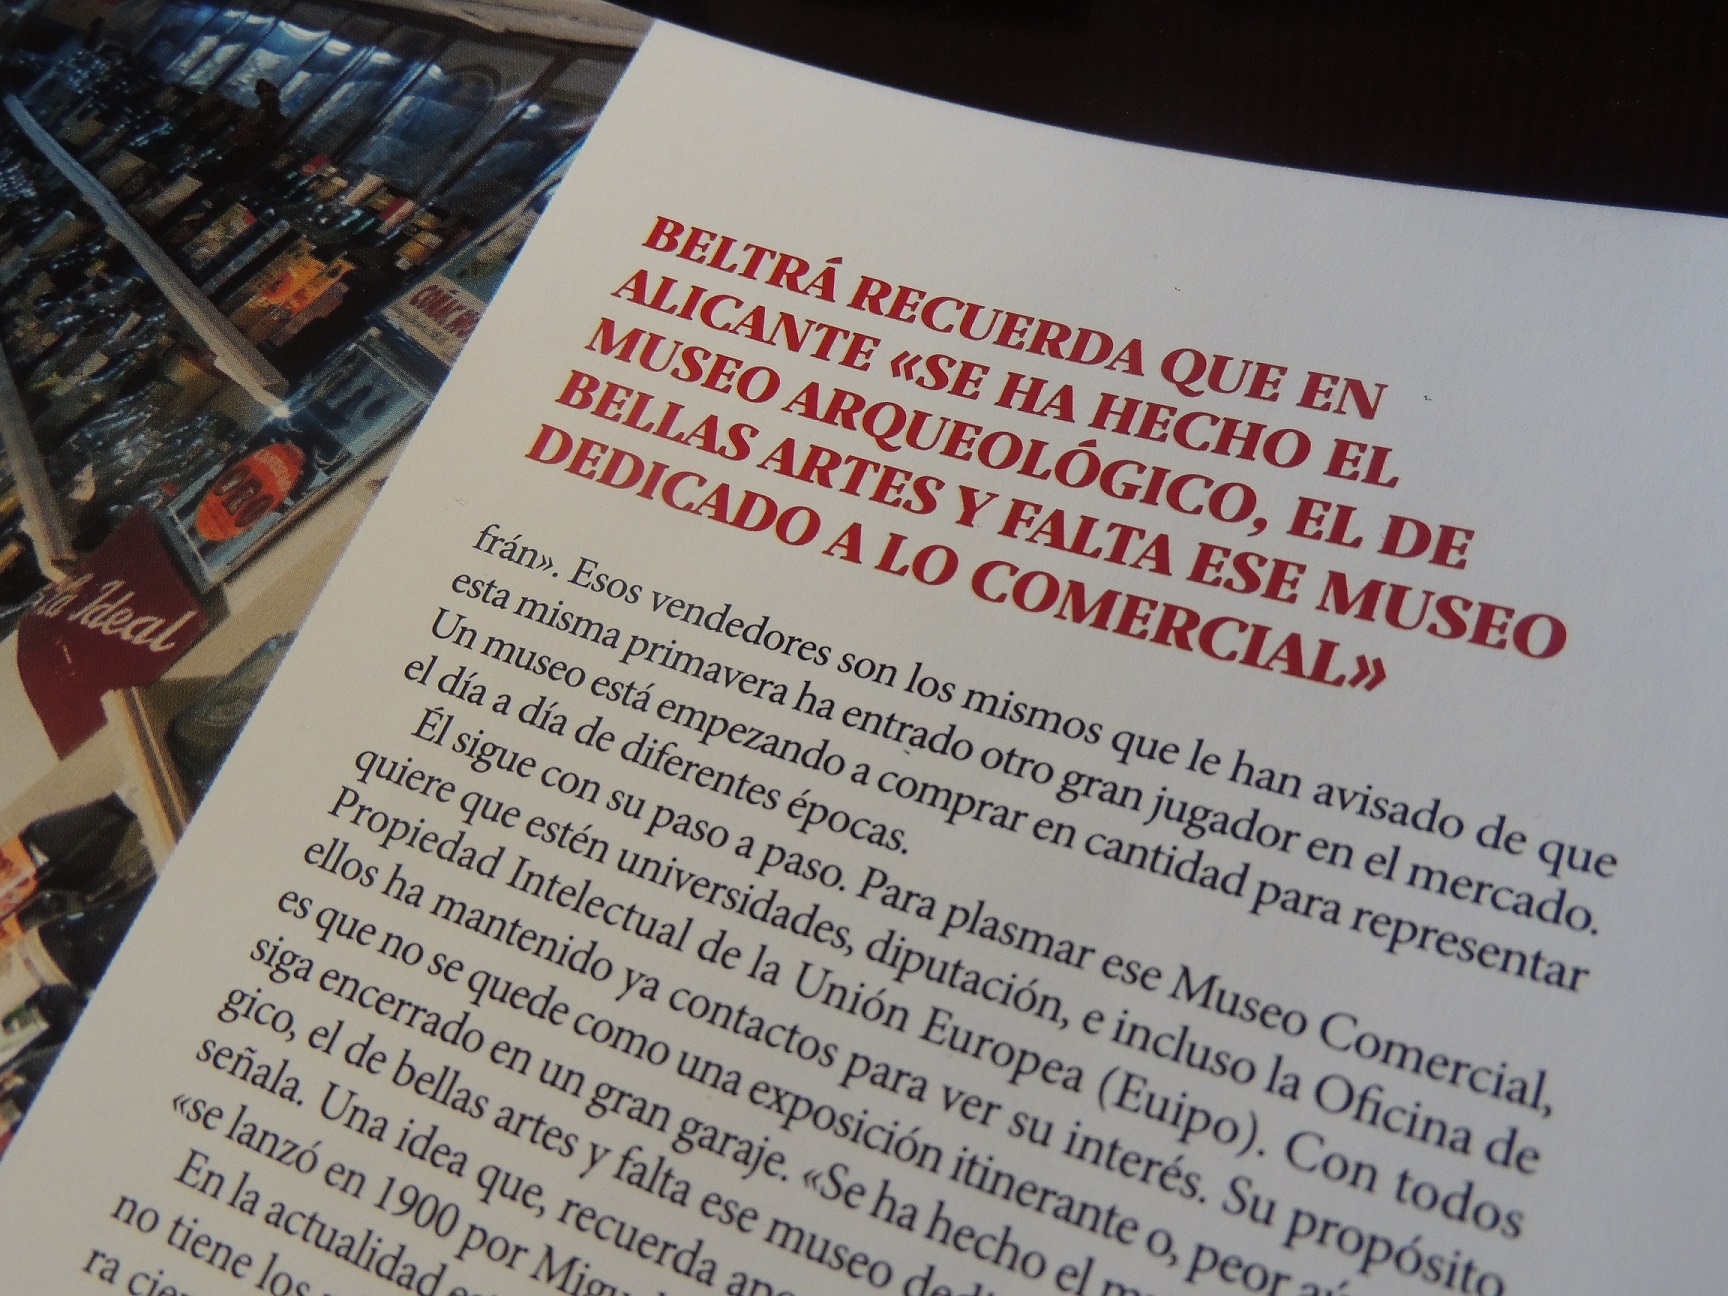 BELTRÁ RECUERDA QUE EN
ALICANTE «SE HA HECHO EL
MUSEO ARQUEOLÓGICO, EL DE
BELLAS ARTES Y FALTA ESE MUSEO
DEDICADO A LO COMERCIAL»
frán». Esos vendedores son los mismos que le han avisado de que
esta misma primavera ha entrado otro gran jugador en el mercado.
Un museo está empezando a comprar en cantidad para representar
el día a día de diferentes épocas.
Él sigue con su paso a paso. Para plasmar ese Museo Comercial,
quiere que estén universidades, diputación, e incluso la Oficina de
Propiedad Intelectual de la Unión Europea (Euipo). Con todos
ellos ha mantenido ya contactos para ver su interés. Su propósito
es que no se quede como una exposición itinerante o, peor
siga encerrado en un gran garaje. «Se ha hecho el
gico, el de bellas artes y falta ese museo
señala. Una idea que, recuerda
«se lanzó en 1900 por
En la actualidad
no tiene los
ra
La Ideal
ORO